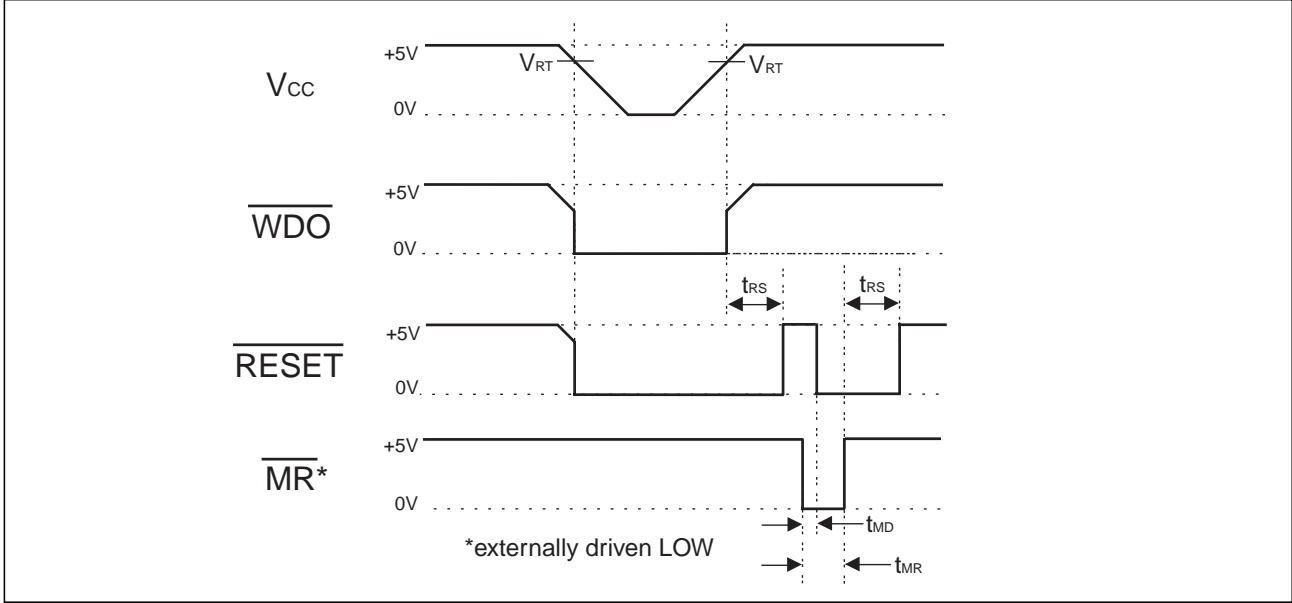 +5V
VRT
VRT
VCC
0V
+5V
WDO
0V
tRS
tRS
+5V
RESET
0V
+5V
MR*
0V
tMD
*externally driven LOW
tMR